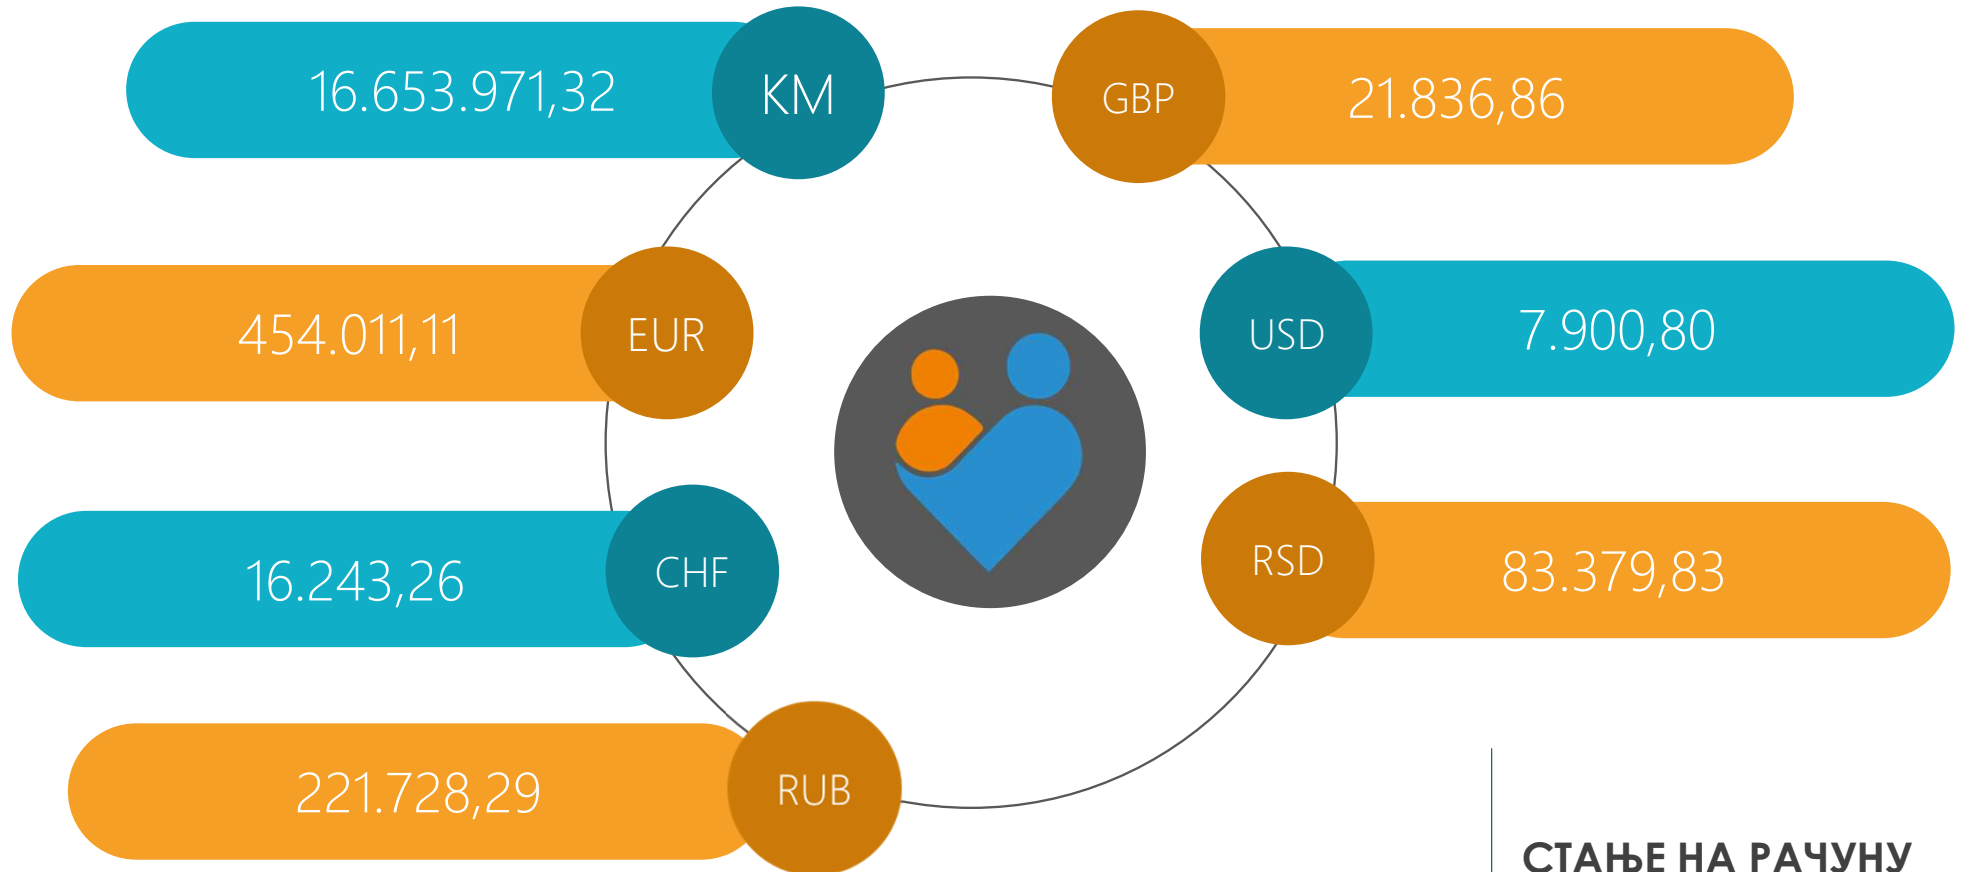 16.653.971,32 KM
GBP 21.836,86
454.011,11 EUR
USD 7.900,80
16.243,26 CHF
RSD 83.379,83
221.728,29 RUB
СТАЊЕ НА РАЧУНУ